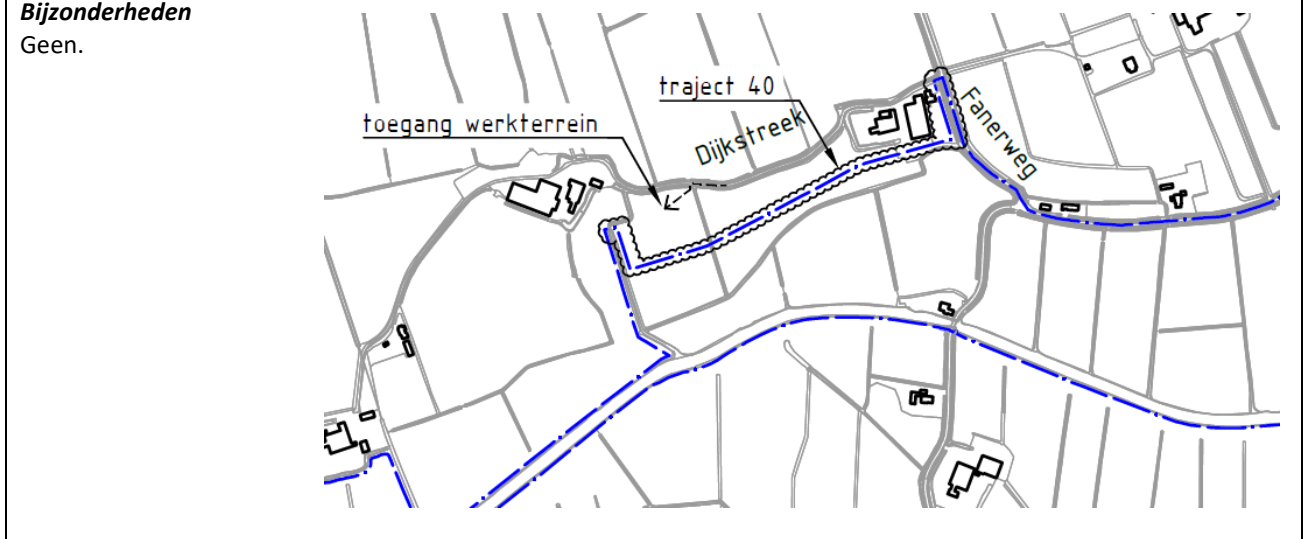 Bijzonderheden
Geen.
traject 40
toegang werkterrein
Dijkstreek
Fanerweg